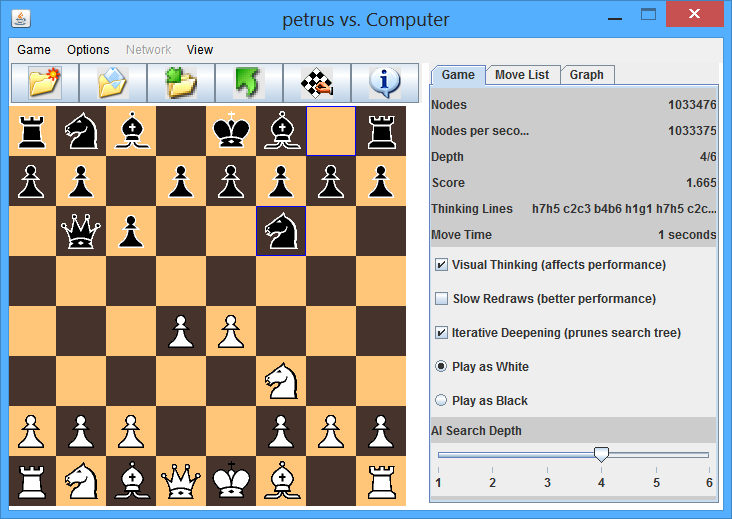 petrus vs. Computer
Game Options Network View
Game Move List Graph
Nodes 1033476
Nodes per seco... 1033375
Depth 4/6
Score 1.665
Thinking Lines h7h5 c2c3 b4b6 h1g1 h7h5 c2c...
Move Time 1 seconds
Visual Thinking (affects performance)
Slow Redraws (better performance)
Iterative Deepening (prunes search tree)
Play as White
Play as Black
AI Search Depth
1 2 3 4 5 6